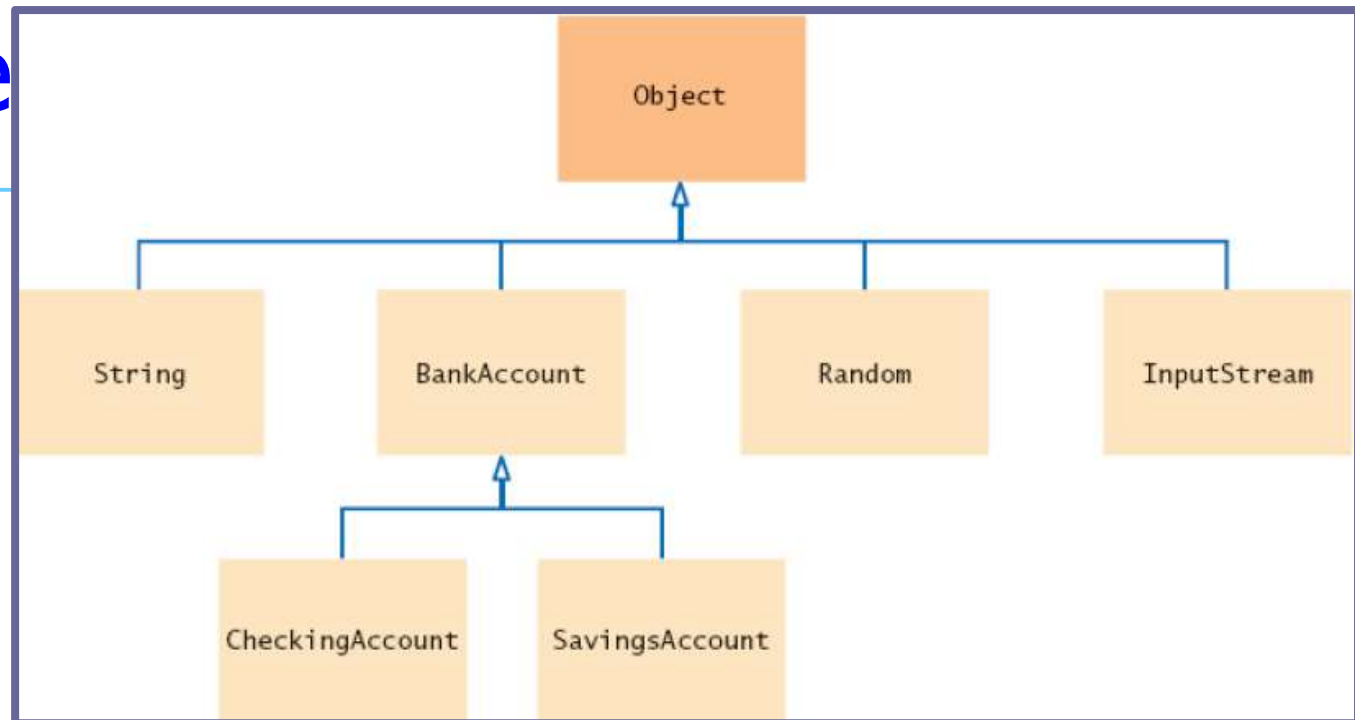 e
Object
String
BankAccount
Random
InputStream
CheckingAccount
SavingsAccount